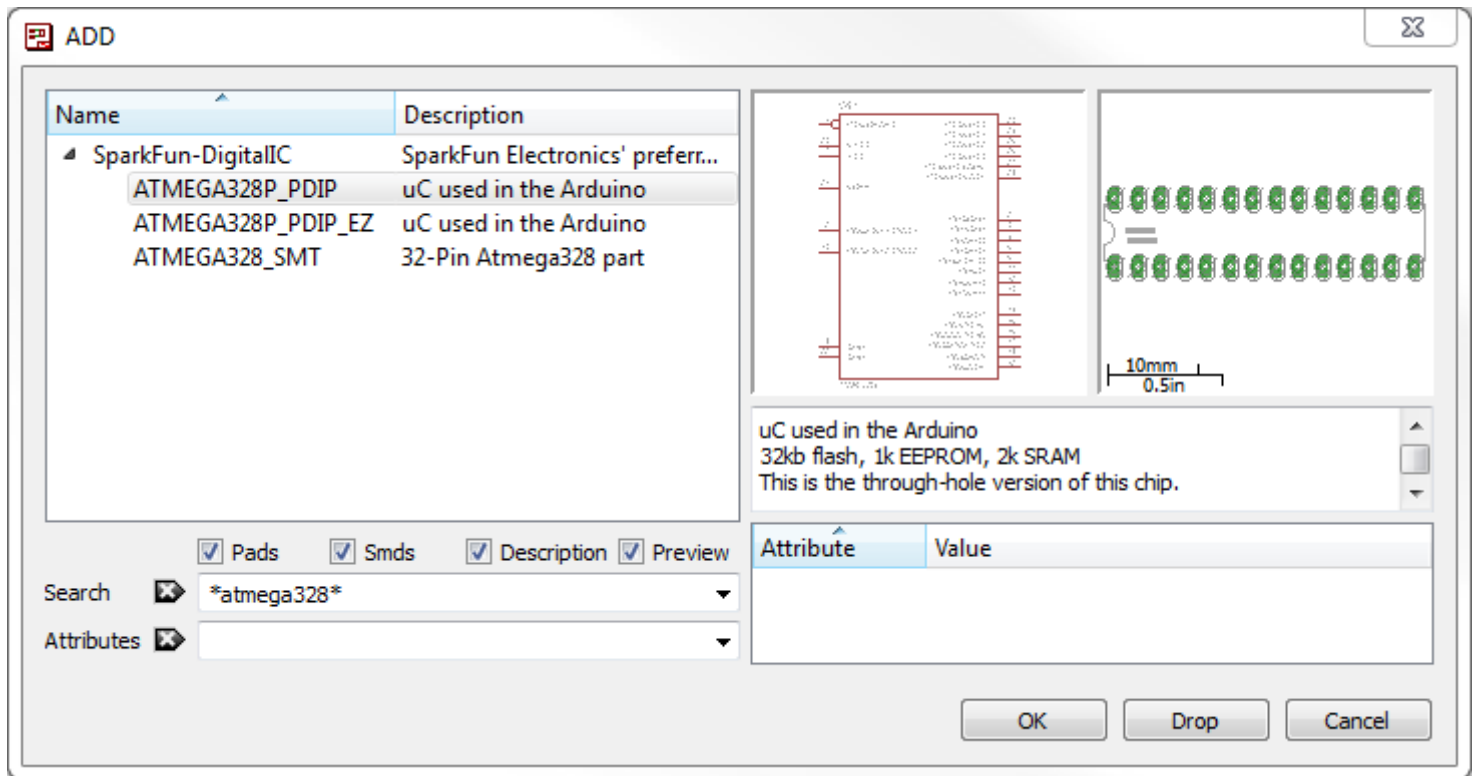 ADD
Name Description
SparkFun-DigitalIC SparkFun Electronics' preferr...
ATMEGA328P_PDIP uC used in the Arduino
ATMEGA328P_PDIP_EZ uC used in the Arduino
ATMEGA328_SMT 32-Pin Atmega328 part
10mm
0.5in
uC used in the Arduino
32kb flash, 1k EEPROM, 2k SRAM
This is the through-hole version of this chip.
Pads Smds Description Preview
Search *atmega328*
Attributes
Attribute Value
OK Drop Cancel